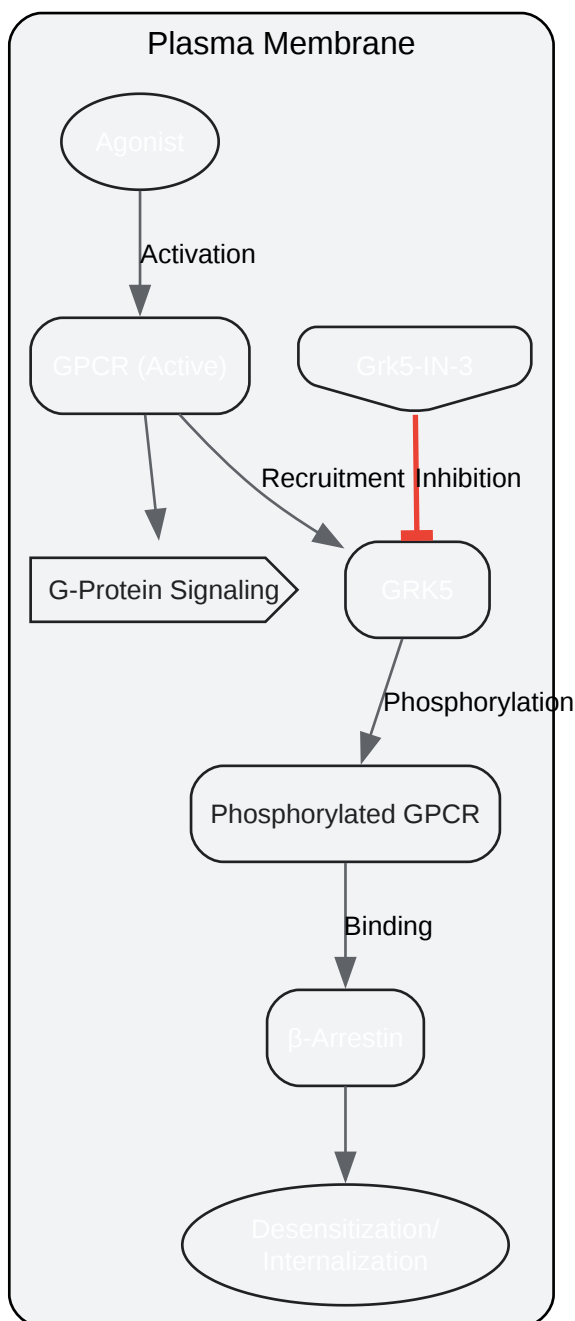 Plasma Membrane
Agonist
Activation
GPCR (Active)
Grk5-IN-3
Recruitment
Inhibition
G-Protein Signaling
GRK5
Phosphorylation
Phosphorylated GPCR
Binding
β-Arrestin
Desensitization/
Internalization